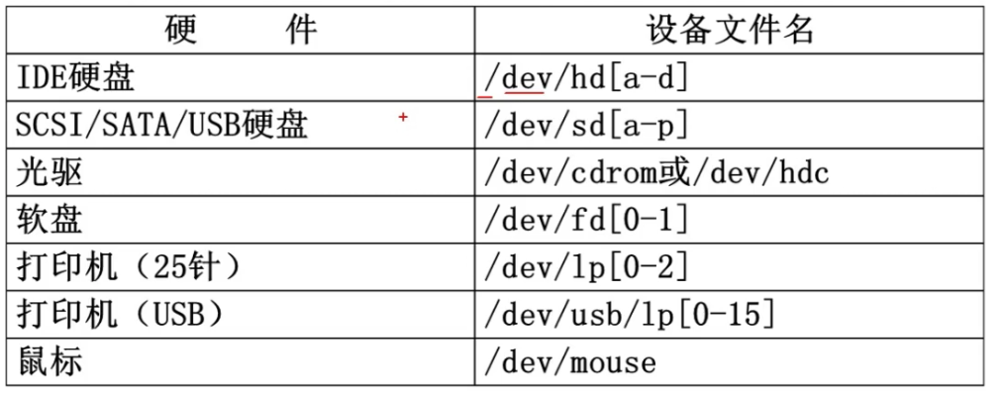 硬 件 设备文件名
IDE硬盘 /dev/hd[a-d]
SCSI/SATA/USB硬盘 /dev/sd[a-p]
光驱 /dev/cdrom或/dev/hdc
软盘 /dev/fd[0-1]
打印机（25针） /dev/lp[0-2]
打印机（USB） /dev/usb/lp[0-15]
鼠标 /dev/mouse